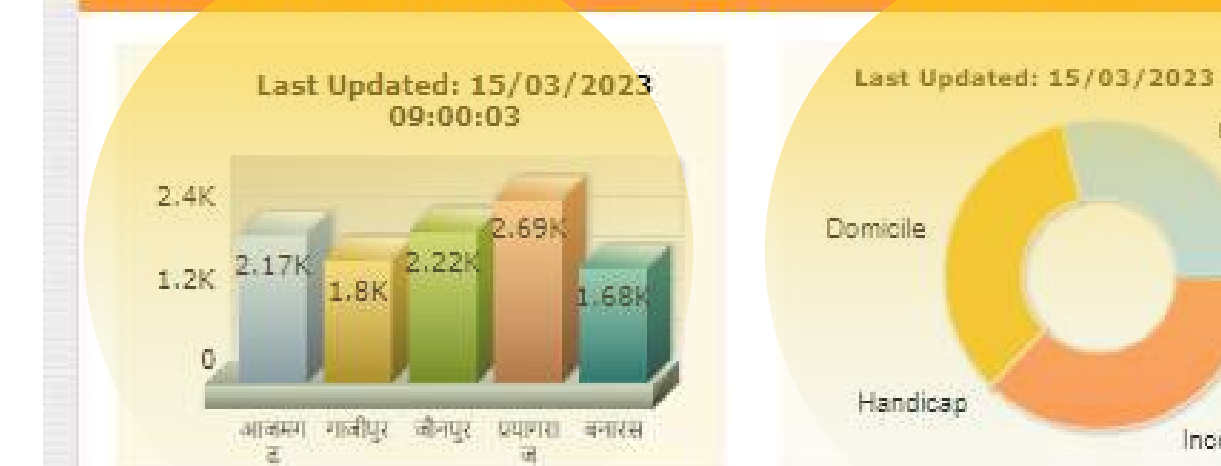 Last Updated: 15/03/2023
09:00:03
2.4K
1.2K
0
2.17K
1.8K
2.22K
2.69K
1.68K
आजमग
ढ
गाजीपुर
जौनपुर
प्रयागरा
ज
बनारस
Last Updated: 15/03/2023
Domicile
Handicap
Inc